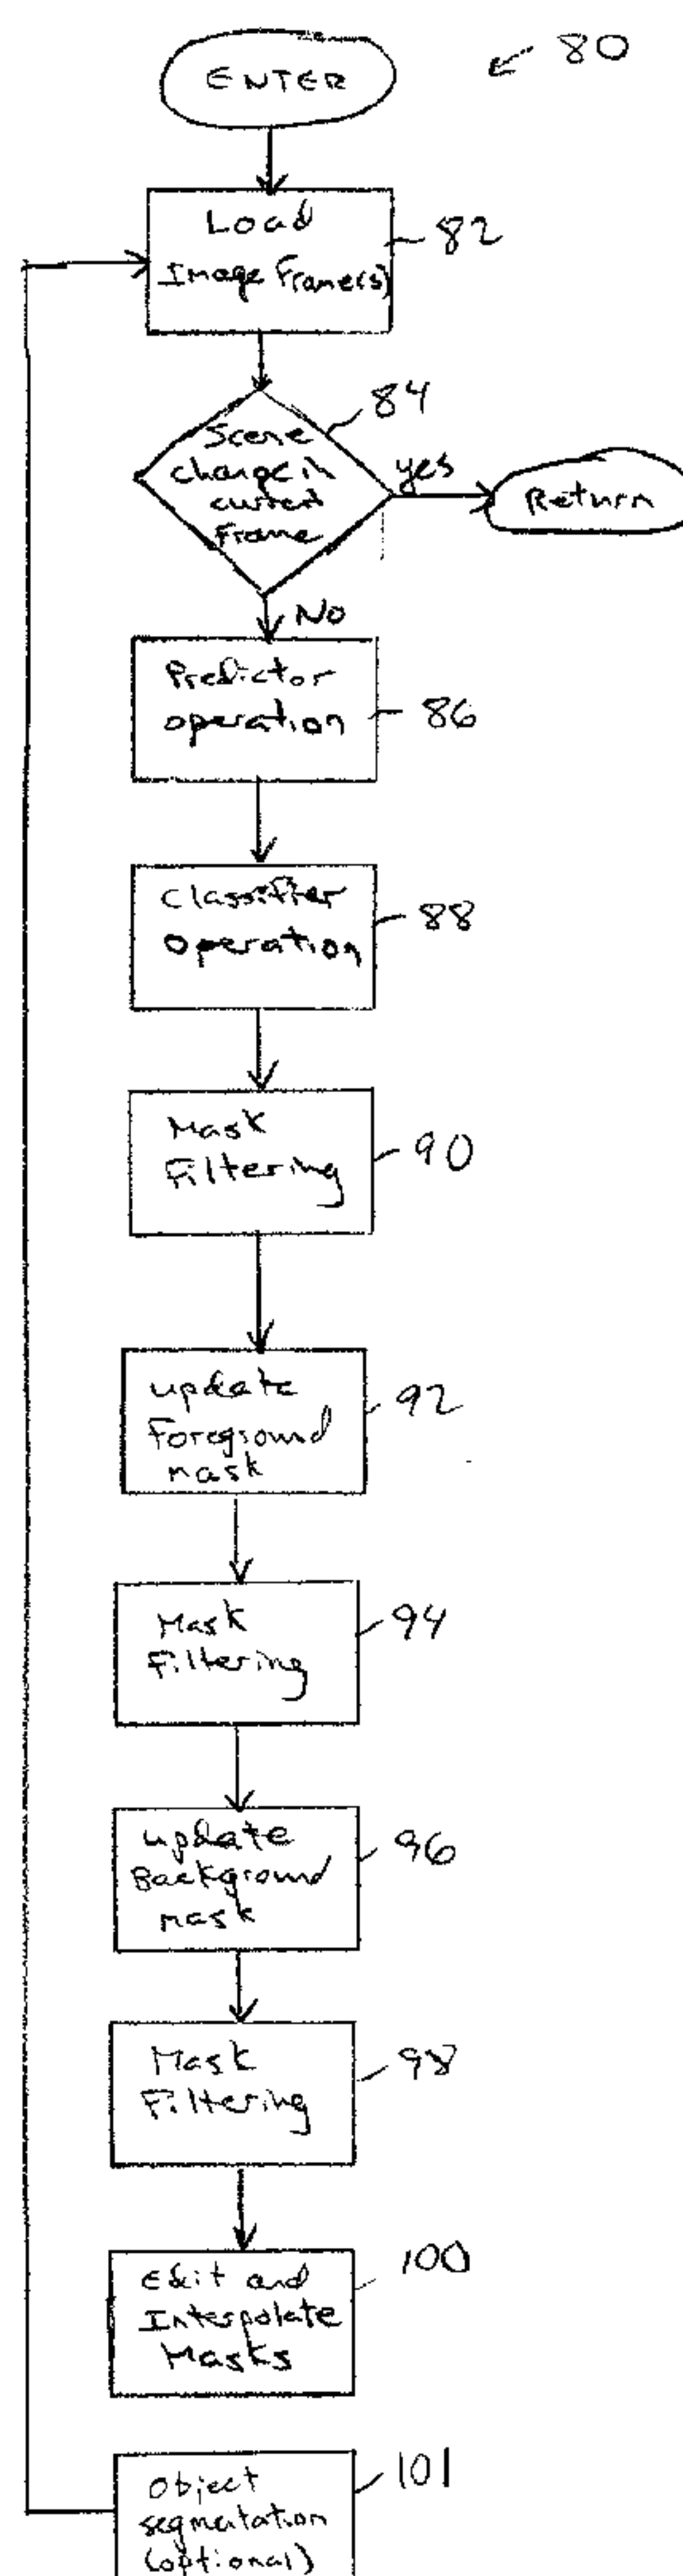 ENTER
80
Load
Image Frame(s)
82
84
Scene
change in
current
Frame
yes
Return
No
Predictor
operation
86
Classifier
Operation
88
Mask
Filtering
90
update
Foreground
mask
92
Mask
Filtering
94
update
Background
mask
96
Mask
Filtering
98
Edit and
Interpolate
Masks
100
Object
segmentation
(optional)
101